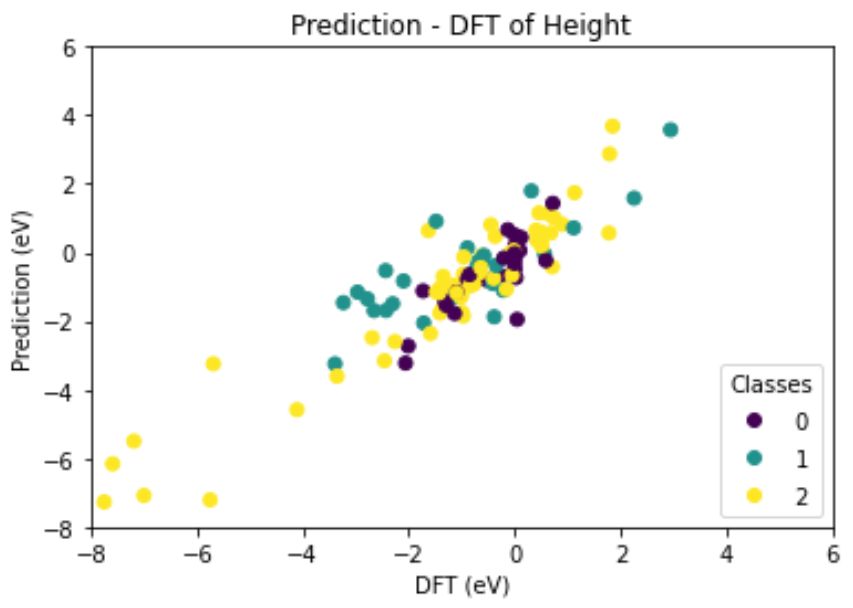 Prediction - DFT of Height
6
4
2
0
−2
−4
−6
−8
Prediction (eV)
−8 −6 −4 −2 0 2 4 6
DFT (eV)
Classes
0
1
2